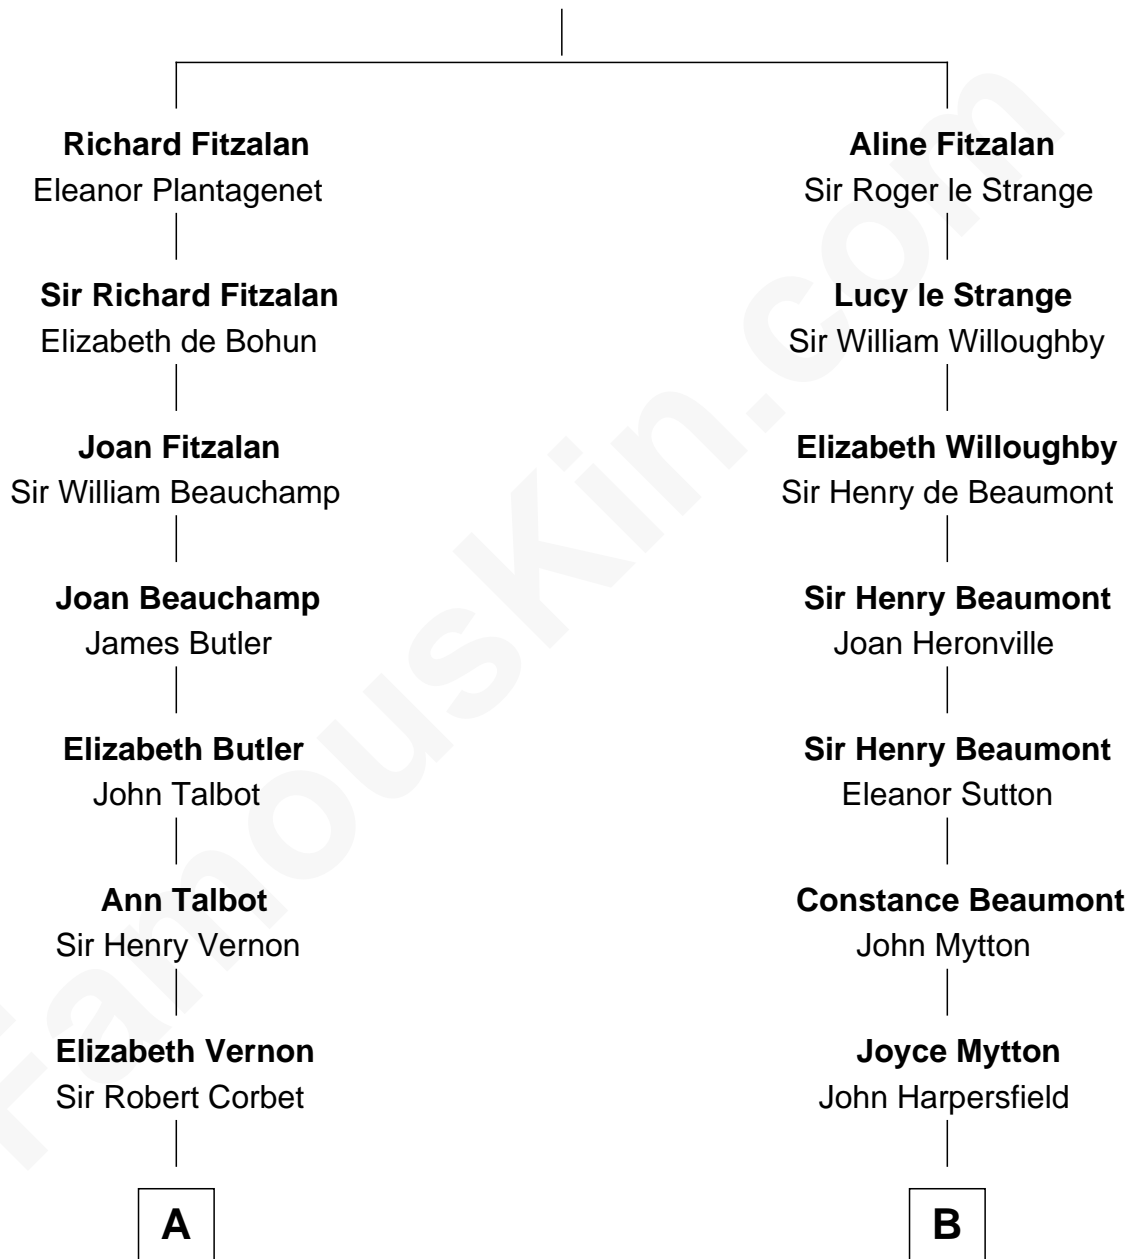 Richard Fitzalan
Eleanor Plantagenet
Sir Richard Fitzalan
Elizabeth de Bohun
Joan Fitzalan
Sir William Beauchamp
Joan Beauchamp
James Butler
Elizabeth Butler
John Talbot
Ann Talbot
Sir Henry Vernon
Elizabeth Vernon
Sir Robert Corbet
A
Aline Fitzalan
Sir Roger le Strange
Lucy le Strange
Sir William Willoughby
Elizabeth Willoughby
Sir Henry de Beaumont
Sir Henry Beaumont
Joan Heronville
Sir Henry Beaumont
Eleanor Sutton
Constance Beaumont
John Mytton
Joyce Mytton
John Harpersfield
B
FamousKin.com